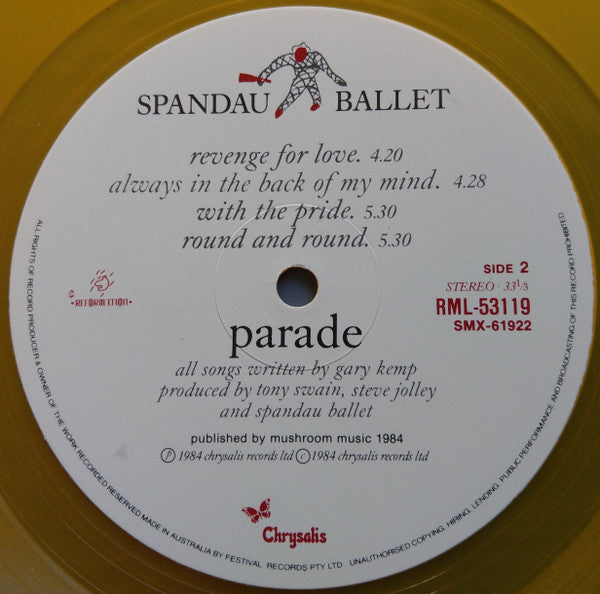 SPANDAU BALLET
revenge for love. 4.20
always in the back of my mind. 4.28
with the pride. 5.30
round and round. 5.30
SIDE 2
STEREO · 33⅓
RML-53119
SMX-61922
•REFORMATION•
parade
all songs written by gary kemp
produced by tony swain, steve jolley
and spandau ballet
published by mushroom music 1984
℗ 1984 chrysalis records ltd © 1984 chrysalis records ltd
Chrysalis
ALL RIGHTS OF RECORD PRODUCER & OWNER OF THE WORK RECORDED RESERVED MADE IN AUSTRALIA BY FESTIVAL RECORDS PTY LTD UNAUTHORISED COPYING, HIRING, LENDING, PUBLIC PERFORMANCE AND BROADCASTING OF THIS RECORD PROHIBITED